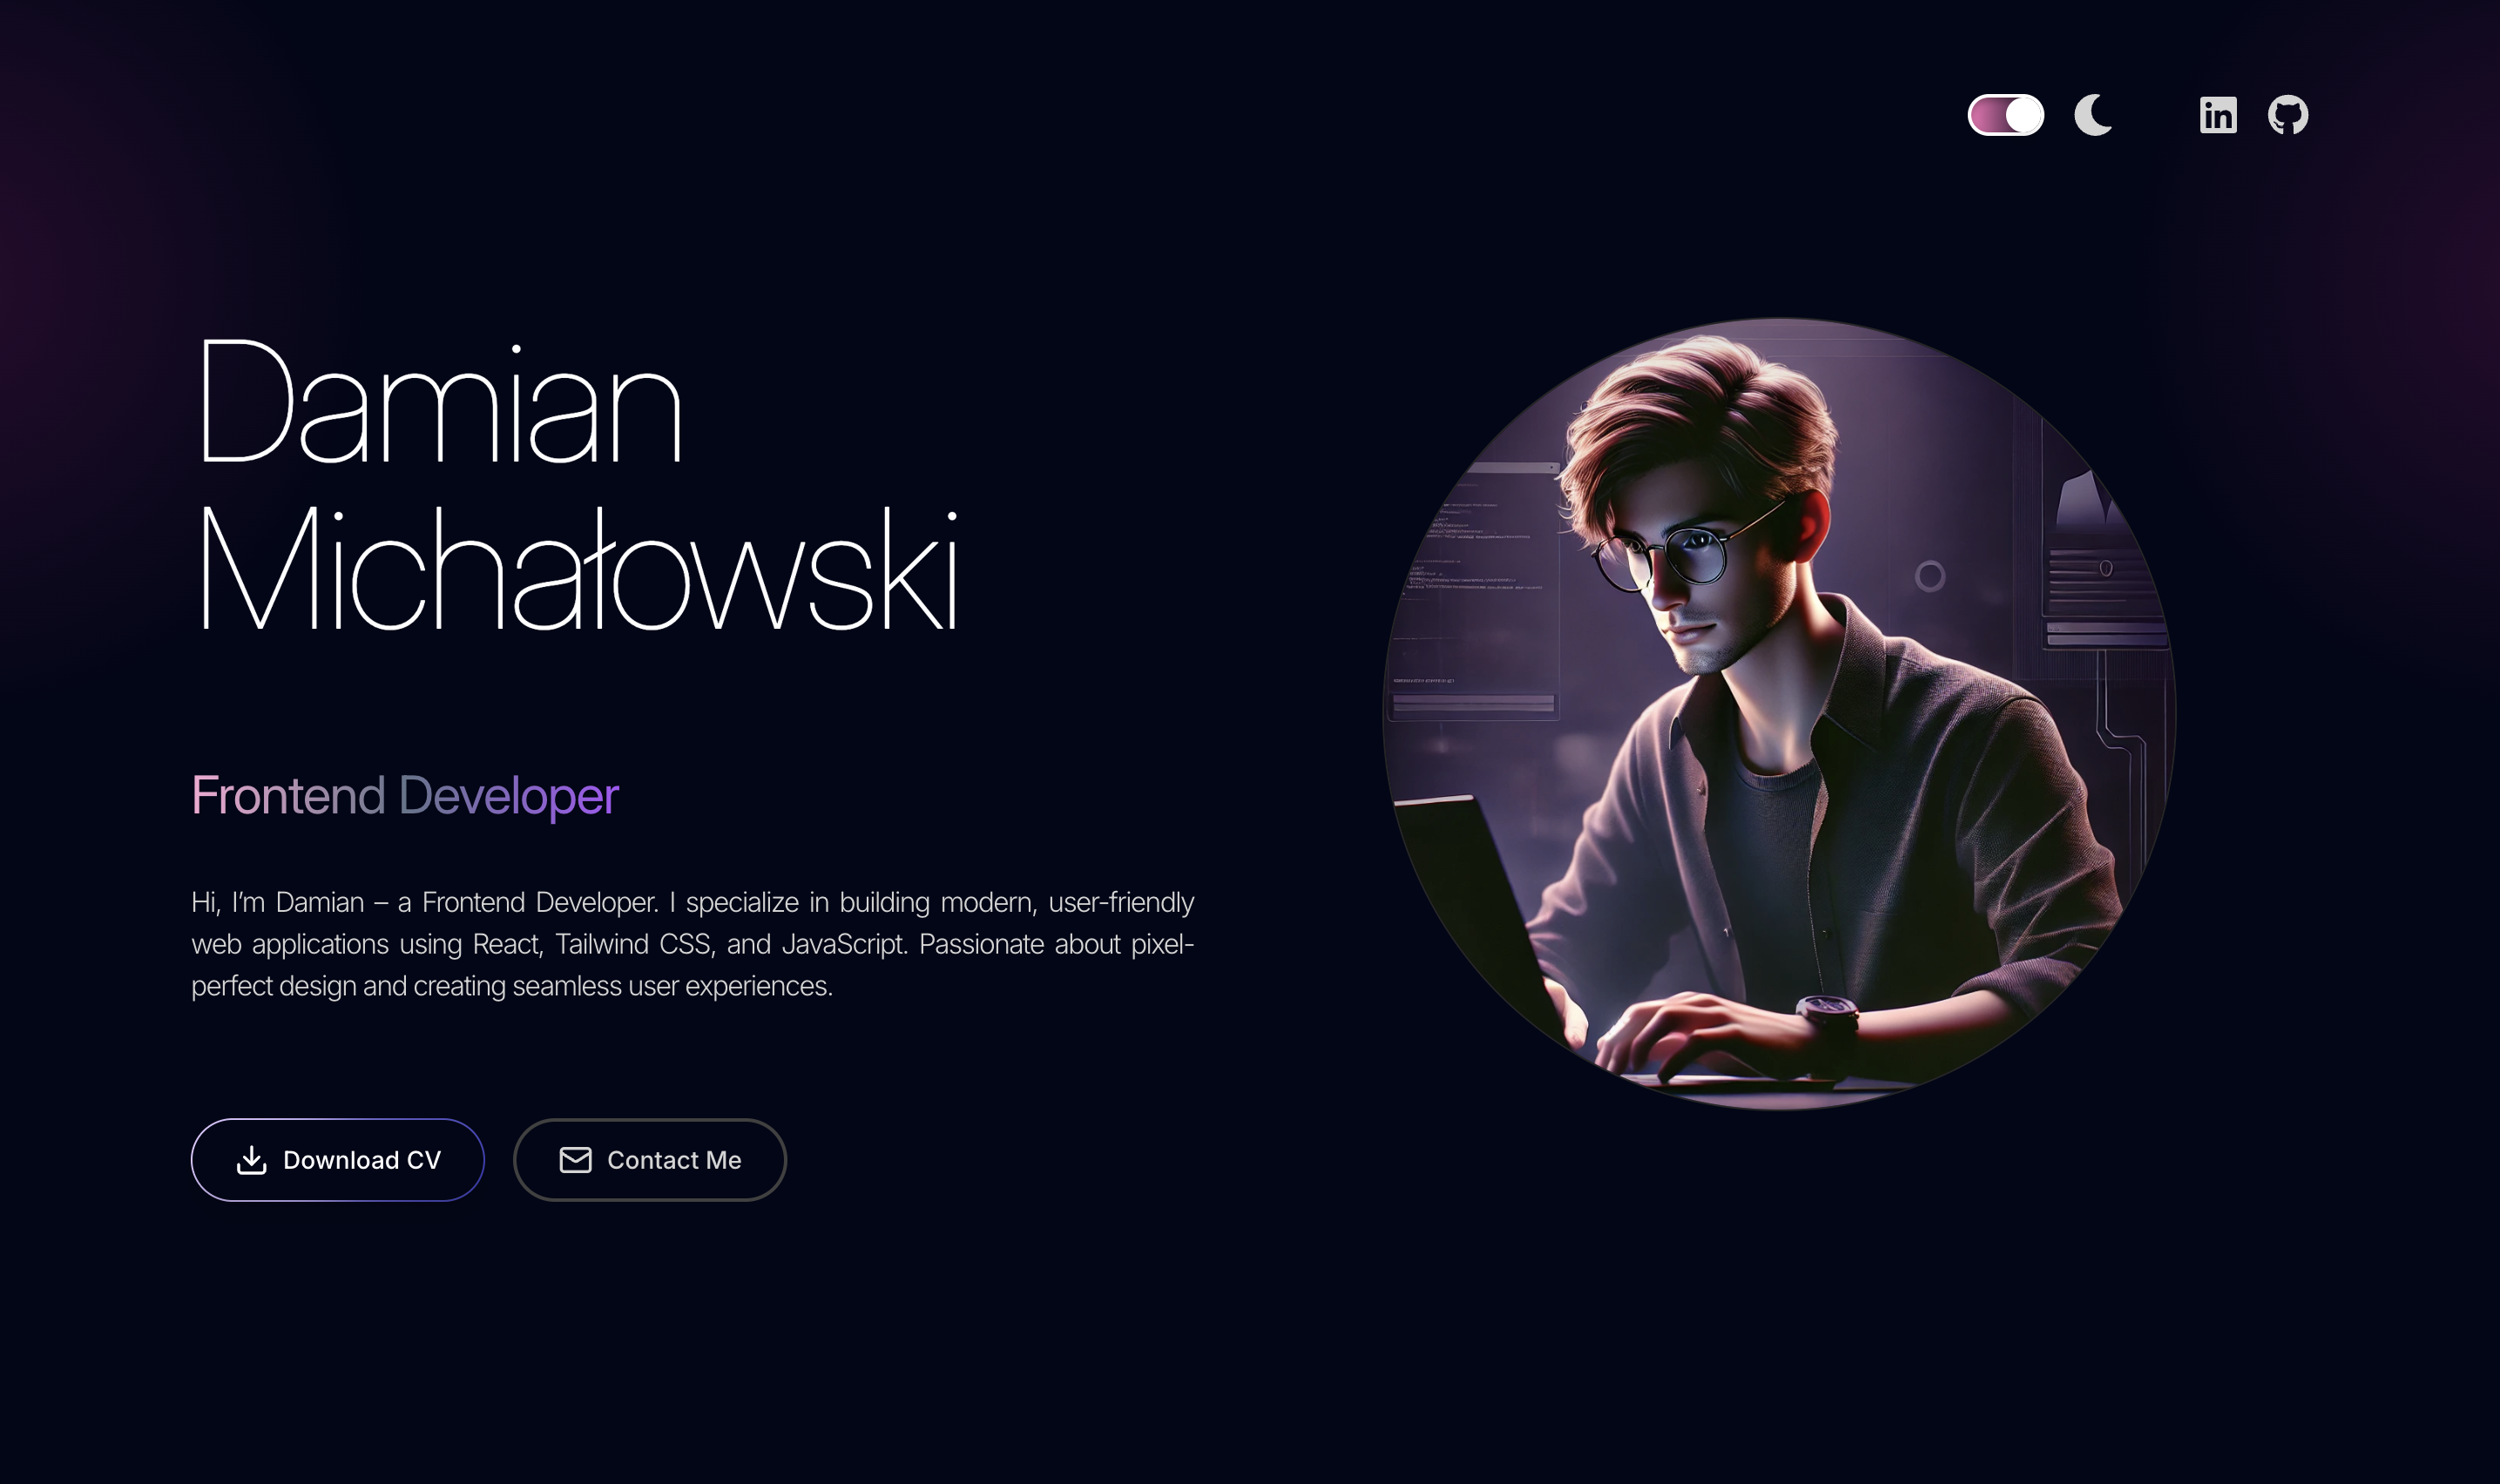 Damian
Michałowski
Frontend Developer
Hi, I’m Damian – a Frontend Developer. I specialize in building modern, user-friendly
web applications using React, Tailwind CSS, and JavaScript. Passionate about pixel-
perfect design and creating seamless user experiences.
Download CV
Contact Me